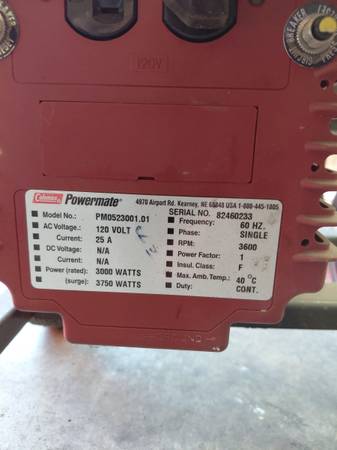 120V
BREAKER
Coleman Powermate® 4970 Airport Rd. Kearney, NE 68848 USA 1-800-445-1805
Model No.: PM0523001.01
AC Voltage.: 120 VOLT
Current: 25 A
DC Voltage: N/A
Current: N/A
Power (rated): 3000 WATTS
(surge): 3750 WATTS
SERIAL NO. 82460233
Frequency: 60 HZ.
Phase: SINGLE
RPM: 3600
Power Factor: 1
Insul. Class: F
Max. Amb. Temp.: 40 °C
Duty: CONT.